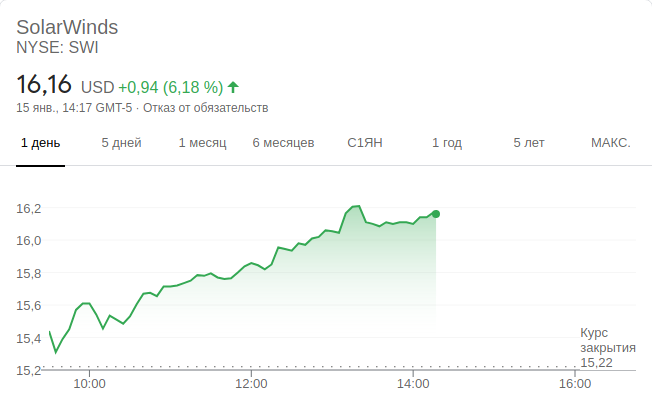 SolarWinds
NYSE: SWI
16,16 USD +0,94 (6,18 %)
15 янв., 14:17 GMT-5 · Отказ от обязательств
1 день 5 дней 1 месяц 6 месяцев С1ЯН 1 год 5 лет МАКС.
16,2
16,0
15,8
15,6
15,4
15,2
Курс
закрытия
15,22
10:00 12:00 14:00 16:00